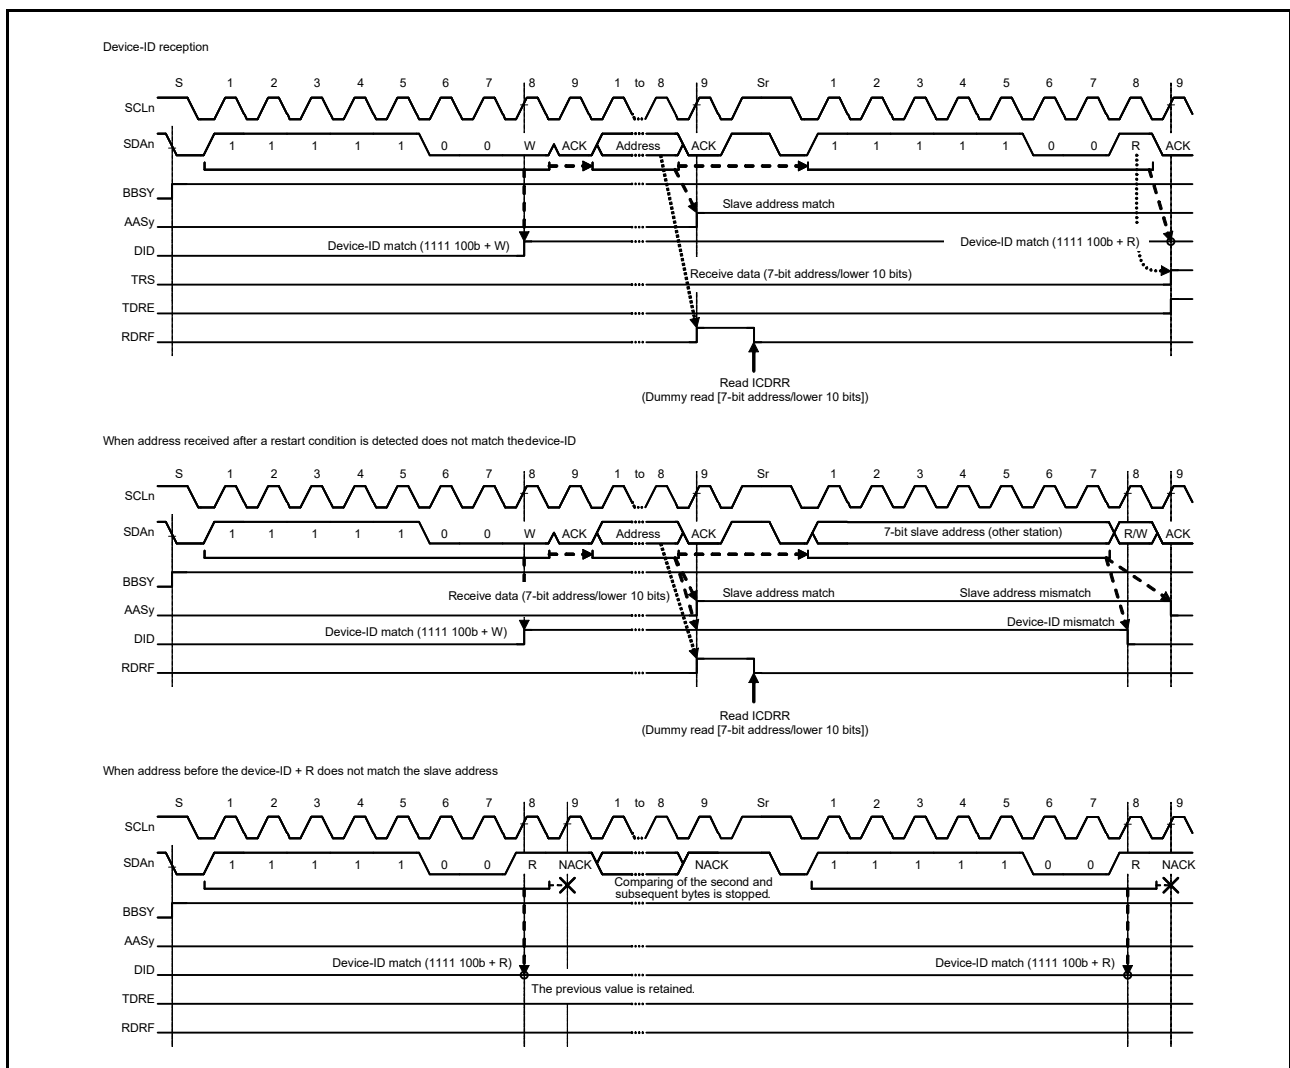 Device-ID reception
S 1 2 3 4 5 6 7 8 9 1 to 8 9 Sr 1 2 3 4 5 6 7 8 9
SCLn
SDAn 1 1 1 1 1 0 0 W ACK Address ACK 1 1 1 1 1 0 0 R ACK
BBSY
Slave address match
AASy
Device-ID match (1111 100b + W) Device-ID match (1111 100b + R)
DID
Receive data (7-bit address/lower 10 bits)
TRS
TDRE
RDRF
Read ICDRR
(Dummy read [7-bit address/lower 10 bits])
When address received after a restart condition is detected does not match thedevice-ID
S 1 2 3 4 5 6 7 8 9 1 to 8 9 Sr 1 2 3 4 5 6 7 8 9
SCLn
SDAn 1 1 1 1 1 0 0 W ACK Address ACK 7-bit slave address (other station) R/W ACK
BBSY
Receive data (7-bit address/lower 10 bits) Slave address match Slave address mismatch
AASy
Device-ID mismatch
Device-ID match (1111 100b + W)
DID
RDRF
Read ICDRR
(Dummy read [7-bit address/lower 10 bits])
When address before the device-ID + R does not match the slave address
S 1 2 3 4 5 6 7 8 9 1 to 8 9 Sr 1 2 3 4 5 6 7 8 9
SCLn
SDAn 1 1 1 1 1 0 0 R NACK NACK 1 1 1 1 1 0 0 R NACK
Comparing of the second and
subsequent bytes is stopped.
BBSY
AASy
Device-ID match (1111 100b + R) Device-ID match (1111 100b + R)
DID
The previous value is retained.
TDRE
RDRF